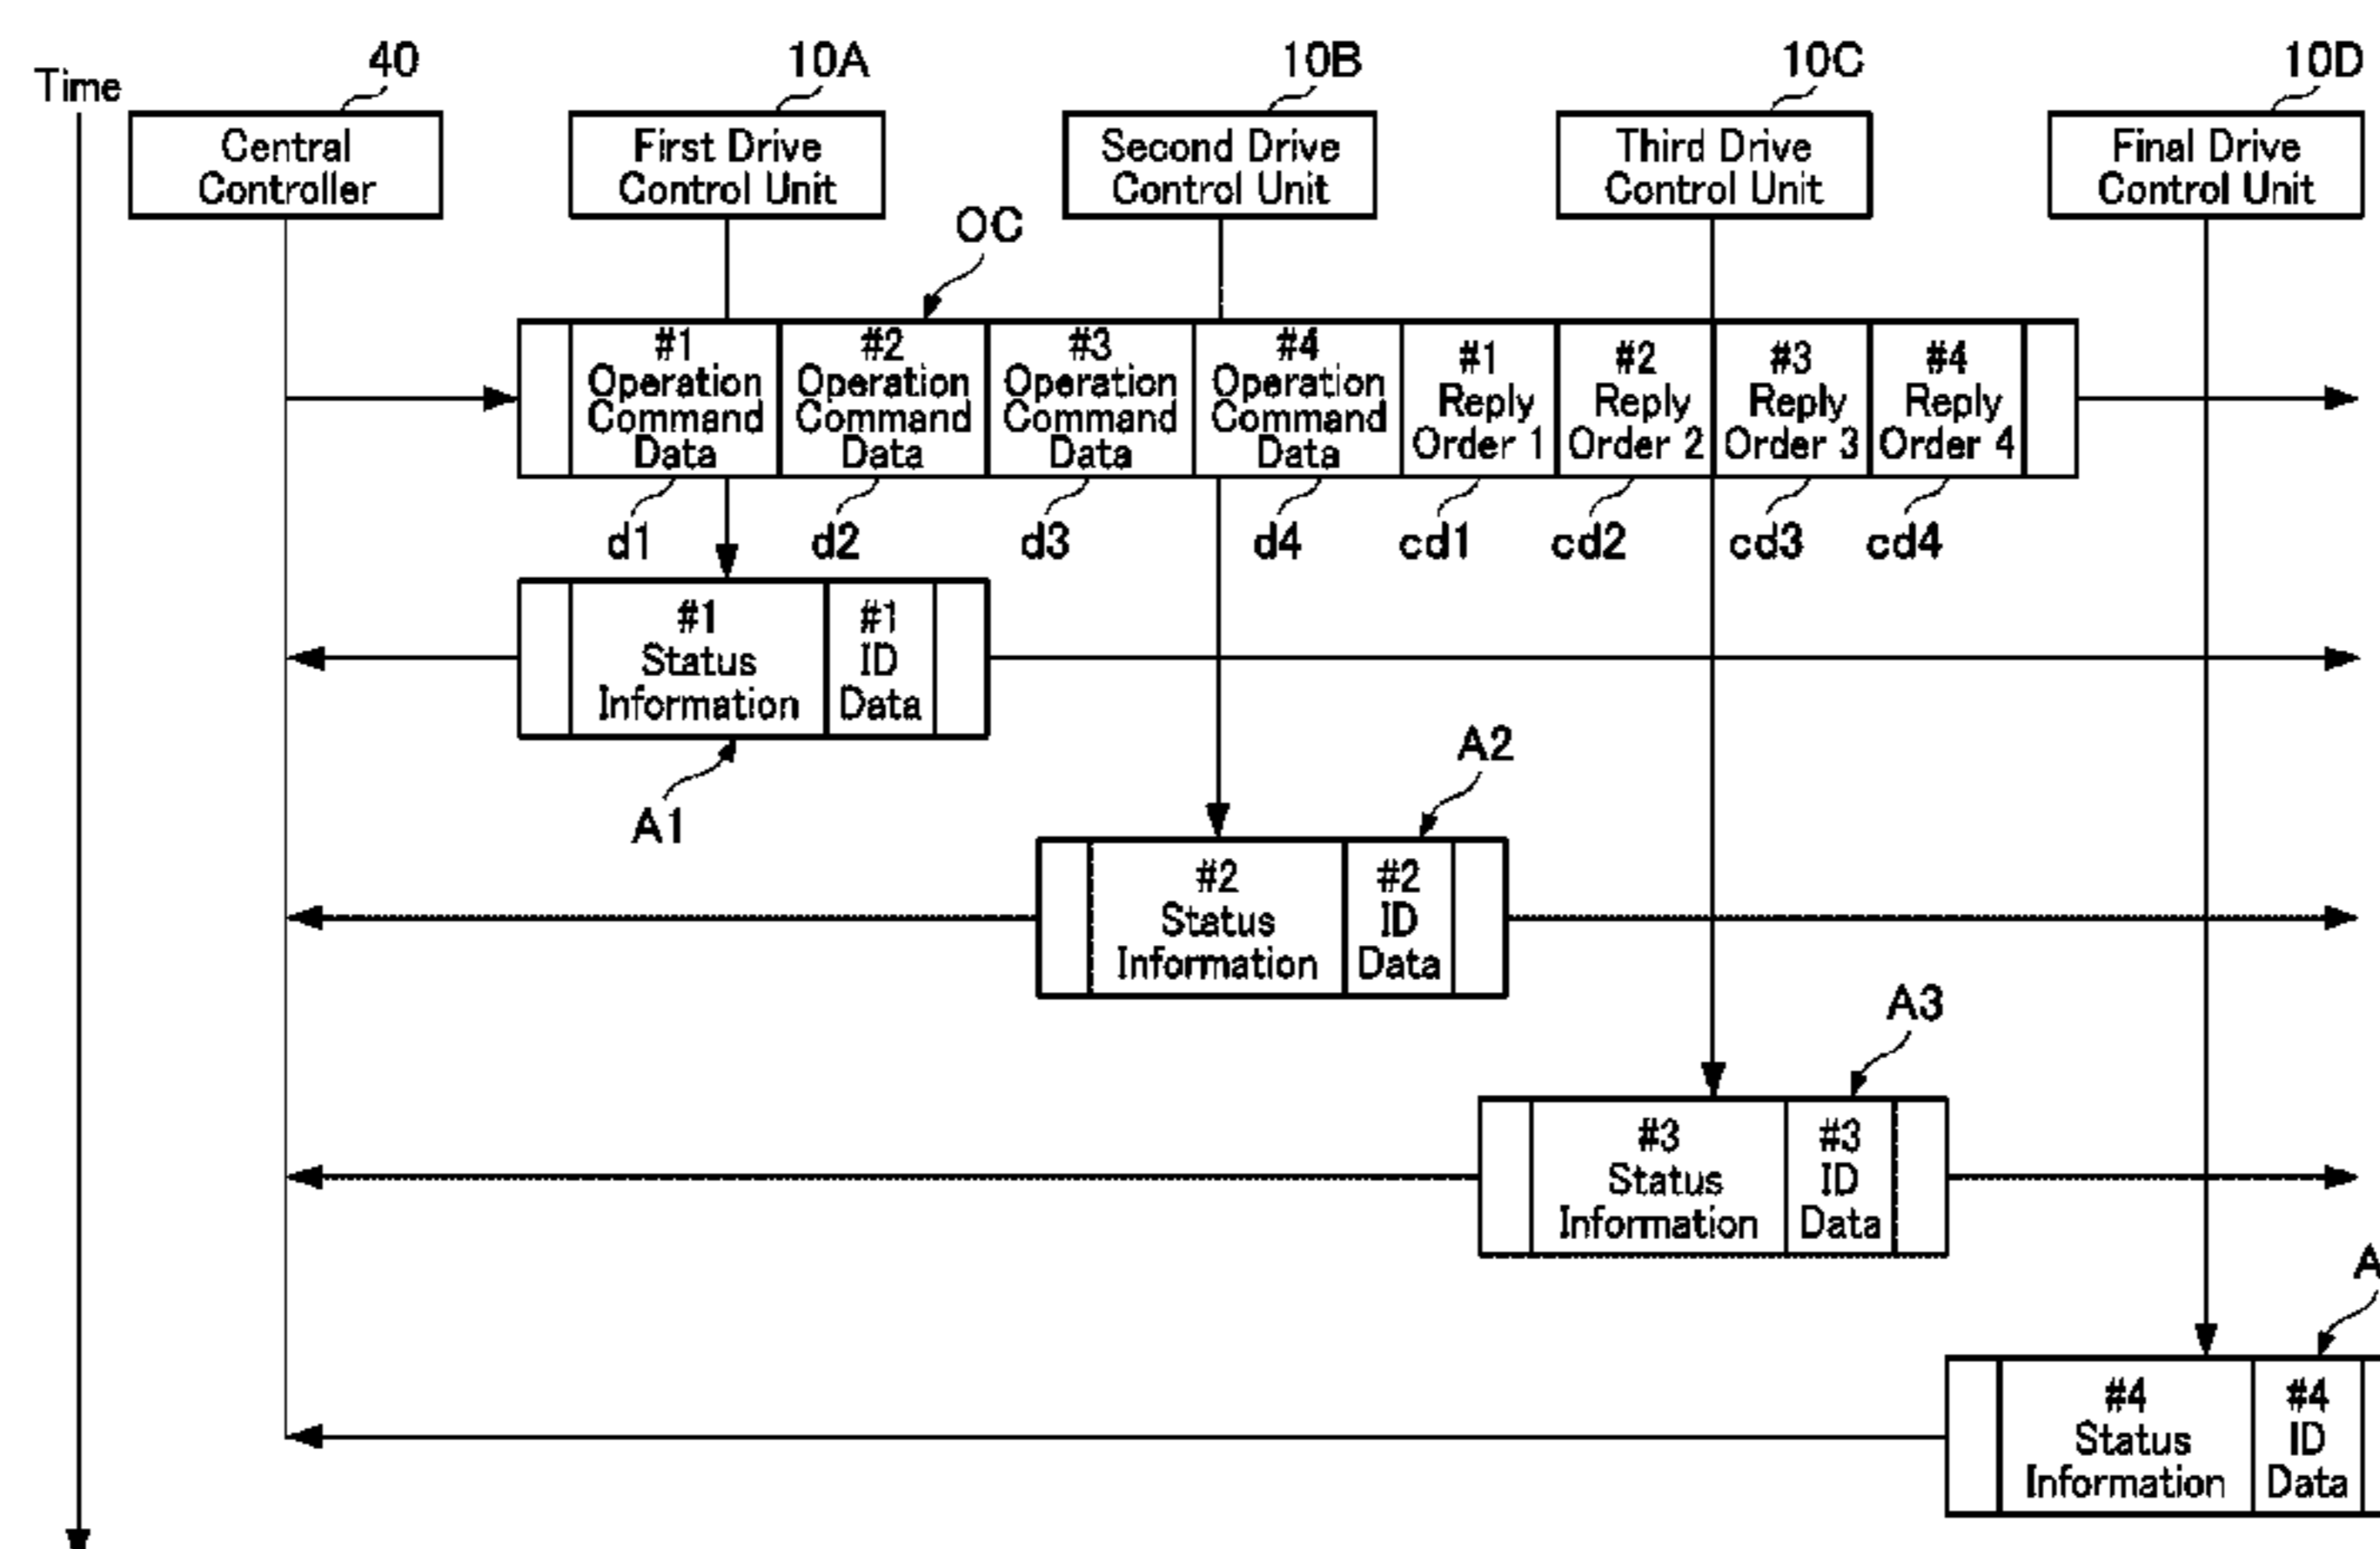 Time
40
10A
10B
10C
10D
Central
Controller
First Drive
Control Unit
Second Drive
Control Unit
Third Drive
Control Unit
Final Drive
Control Unit
OC
#1
Operation
Command
Data
#2
Operation
Command
Data
#3
Operation
Command
Data
#4
Operation
Command
Data
#1
Reply
Order 1
#2
Reply
Order 2
#3
Reply
Order 3
#4
Reply
Order 4
d1
d2
d3
d4
cd1
cd2
cd3
cd4
#1
Status
Information
#1
ID
Data
A1
A2
#2
Status
Information
#2
ID
Data
A3
#3
Status
Information
#3
ID
Data
A
#4
Status
Information
#4
ID
Data